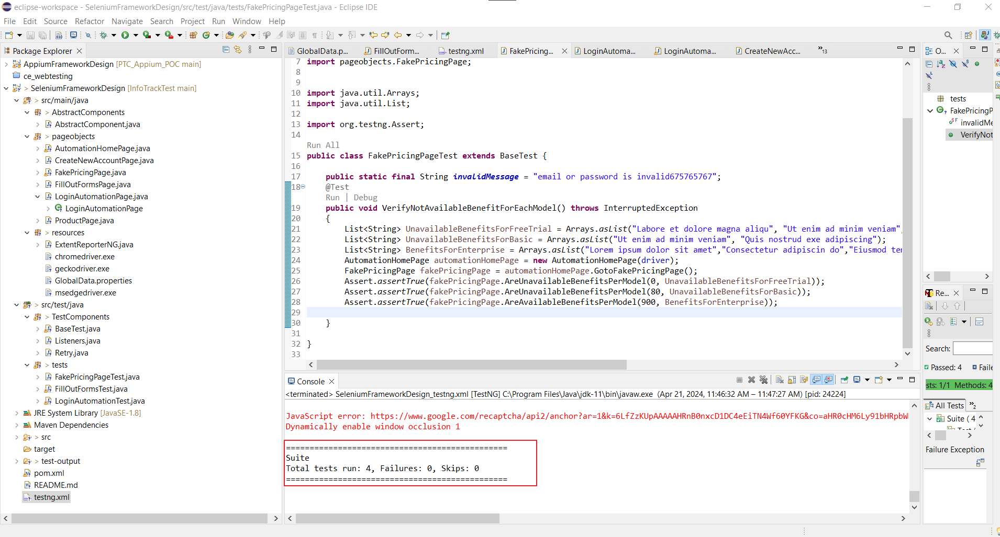 eclipse-workspace - SeleniumFrameworkDesign/src/test/java/tests/FakePricingPageTest.java - Eclipse IDE
File Edit Source Refactor Navigate Search Project Run Window Help
Package Explorer
AppiumFrameworkDesign [PTC_Appium_POC main]
ce_webtesting
> SeleniumFrameworkDesign [InfoTrackTest main]
> src/main/java
> AbstractComponents
AbstractComponent.java
> pageobjects
AutomationHomePage.java
CreateNewAccountPage.java
FakePricingPage.java
FillOutFormsPage.java
LoginAutomationPage.java
LoginAutomationPage
ProductPage.java
> resources
ExtentReporterNG.java
chromedriver.exe
geckodriver.exe
GlobalData.properties
msedgedriver.exe
> src/test/java
> TestComponents
BaseTest.java
Listeners.java
Retry.java
> tests
FakePricingPageTest.java
FillOutFormsTest.java
LoginAutomationTest.java
JRE System Library [JavaSE-1.8]
Maven Dependencies
> src
target
> test-output
pom.xml
README.md
testng.xml
GlobalData.p... FillOutForm... testng.xml FakePricing... LoginAutoma... LoginAutoma... CreateNewAcc... »13
7 import pageobjects.FakePricingPage;
8
9
10 import java.util.Arrays;
11 import java.util.List;
12
13 import org.testng.Assert;
14
Run All
15 public class FakePricingPageTest extends BaseTest {
16
17 public static final String invalidMessage = "email or password is invalid675765767";
18 @Test
Run | Debug
19 public void VerifyNotAvailableBenefitForEachModel() throws InterruptedException
20 {
21 List<String> UnavailableBenefitsForFreeTrial = Arrays.asList("Labore et dolore magna aliqu", "Ut enim ad minim veniam"
22 List<String> UnavailableBenefitsForBasic = Arrays.asList("Ut enim ad minim veniam", "Quis nostrud exe adipiscing");
23 List<String> BenefitsForEnterprise = Arrays.asList("Lorem ipsum dolor sit amet","Consectetur adipiscin do","Eiusmod te
24 AutomationHomePage automationHomePage = new AutomationHomePage(driver);
25 FakePricingPage fakePricingPage = automationHomePage.GotoFakePricingPage();
26 Assert.assertTrue(fakePricingPage.AreUnavailableBenefitsPerModel(0, UnavailableBenefitsForFreeTrial));
27 Assert.assertTrue(fakePricingPage.AreUnavailableBenefitsPerModel(80, UnavailableBenefitsForBasic));
28 Assert.assertTrue(fakePricingPage.AreAvailableBenefitsPerModel(900, BenefitsForEnterprise));
29
30 }
31
32 }
33
Console
<terminated> SeleniumFrameworkDesign_testng.xml [TestNG] C:\Program Files\Java\jdk-11\bin\javaw.exe (Apr 21, 2024, 11:46:32 AM – 11:47:27 AM) [pid: 24224]
JavaScript error: https://www.google.com/recaptcha/api2/anchor?ar=1&k=6LfZzKUpAAAAAHRnB0nxcD1DC4eEiTN4Wf60YFKG&co=aHR0cHM6Ly91bHRpbW
Dynamically enable window occlusion 1
===============================================
Suite
Total tests run: 4, Failures: 0, Skips: 0
===============================================
O...
tests
FakePricingP
invalidMe
VerifyNot
Re...
Search:
Passed: 4 Faile
sts: 1/1 Methods: 4
All Tests »2
Suite ( 4
Failure Exception